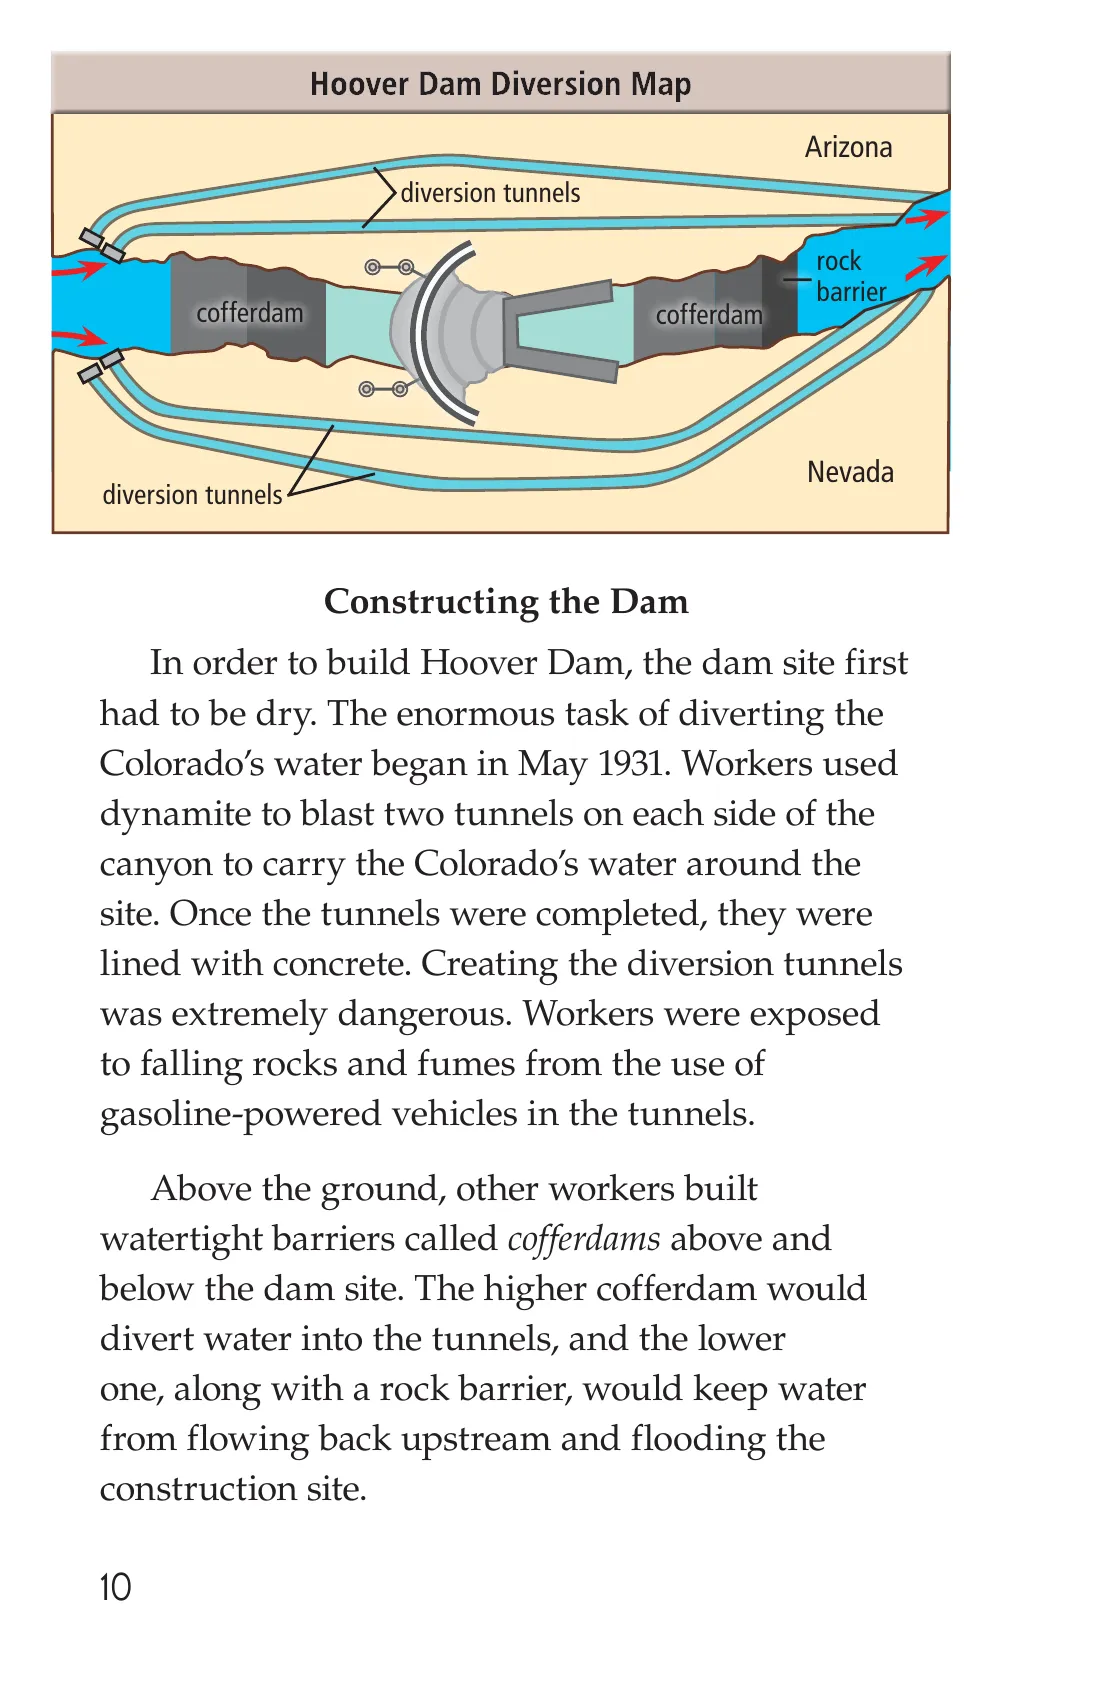 Hoover Dam Diversion Map
Arizona
diversion tunnels
rock
barrier
cofferdam
cofferdam
Nevada
diversion tunnels
Constructing the Dam
In order to build Hoover Dam, the dam site first
had to be dry. The enormous task of diverting the
Colorado’s water began in May 1931. Workers used
dynamite to blast two tunnels on each side of the
canyon to carry the Colorado’s water around the
site. Once the tunnels were completed, they were
lined with concrete. Creating the diversion tunnels
was extremely dangerous. Workers were exposed
to falling rocks and fumes from the use of
gasoline-powered vehicles in the tunnels.
Above the ground, other workers built
watertight barriers called cofferdams above and
below the dam site. The higher cofferdam would
divert water into the tunnels, and the lower
one, along with a rock barrier, would keep water
from flowing back upstream and flooding the
construction site.
10